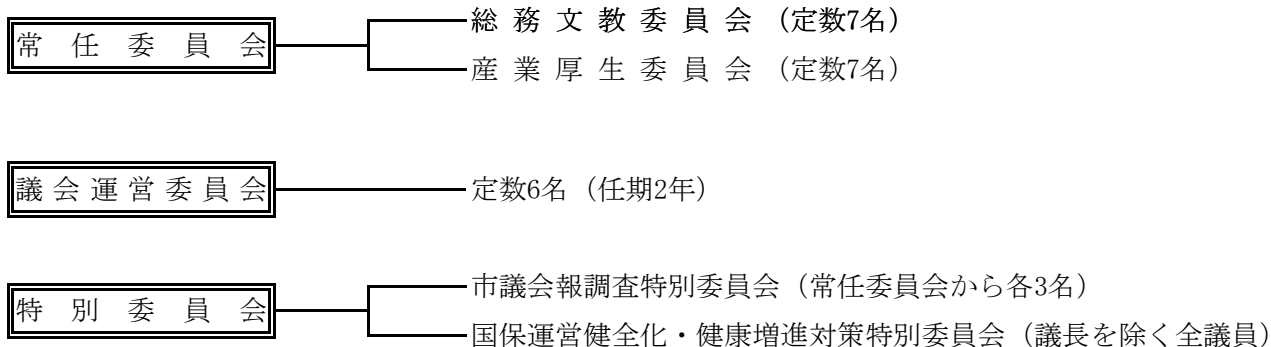 総務文教委員会（定数7名）
常任委員会
産業厚生委員会（定数7名）
議会運営委員会 定数6名（任期2年）
市議会報調査特別委員会（常任委員会から各3名）
特別委員会
国保運営健全化・健康増進対策特別委員会（議長を除く全議員）